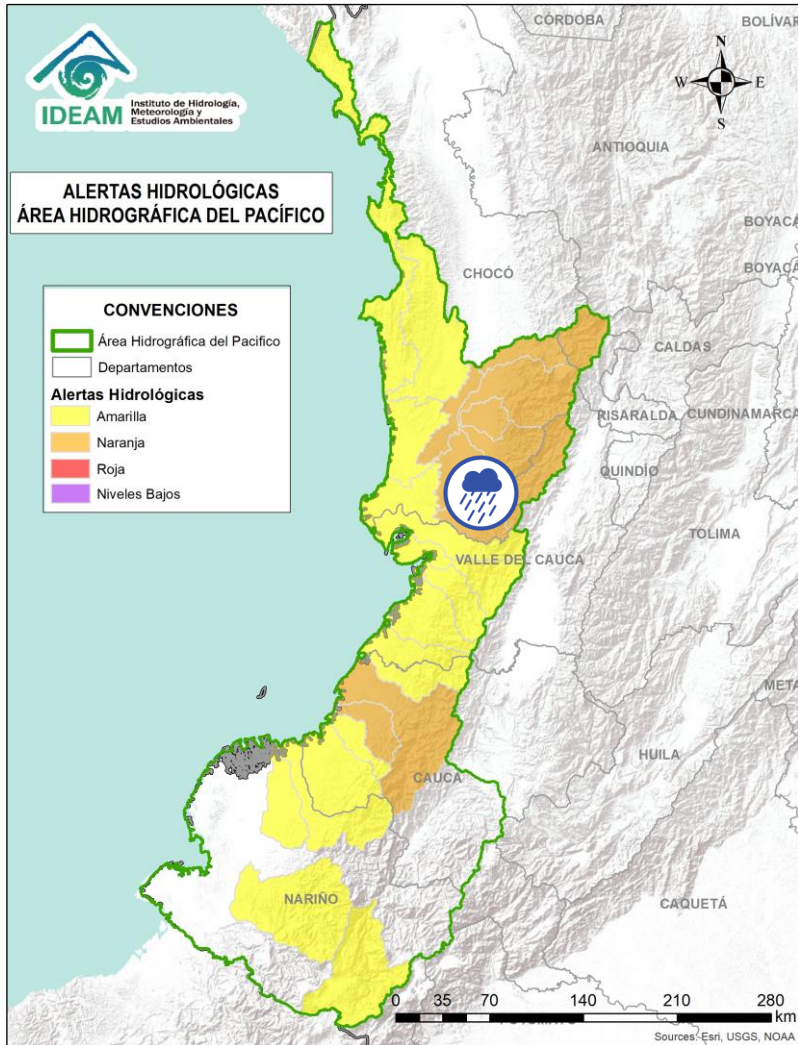 CÓRDOBA
BOLÍVAR
IDEAM
Instituto de Hidrología,
Meteorología y
Estudios Ambientales
N
W
E
S
ANTIOQUIA
ALERTAS HIDROLÓGICAS
ÁREA HIDROGRÁFICA DEL PACÍFICO
BOYACÁ
BOYACÁ
CHOCÓ
CONVENCIONES
Área Hidrográfica del Pacifico
Departamentos
Alertas Hidrológicas
Amarilla
Naranja
Roja
Niveles Bajos
CALDAS
RISARALDA
CUNDINAMARCA
QUINDÍO
TOLIMA
VALLE DEL CAUCA
META
HUILA
CAUCA
NARIÑO
CAQUETÁ
0 35 70 140 210 280
km
Sources: Esri, USGS, NOAA